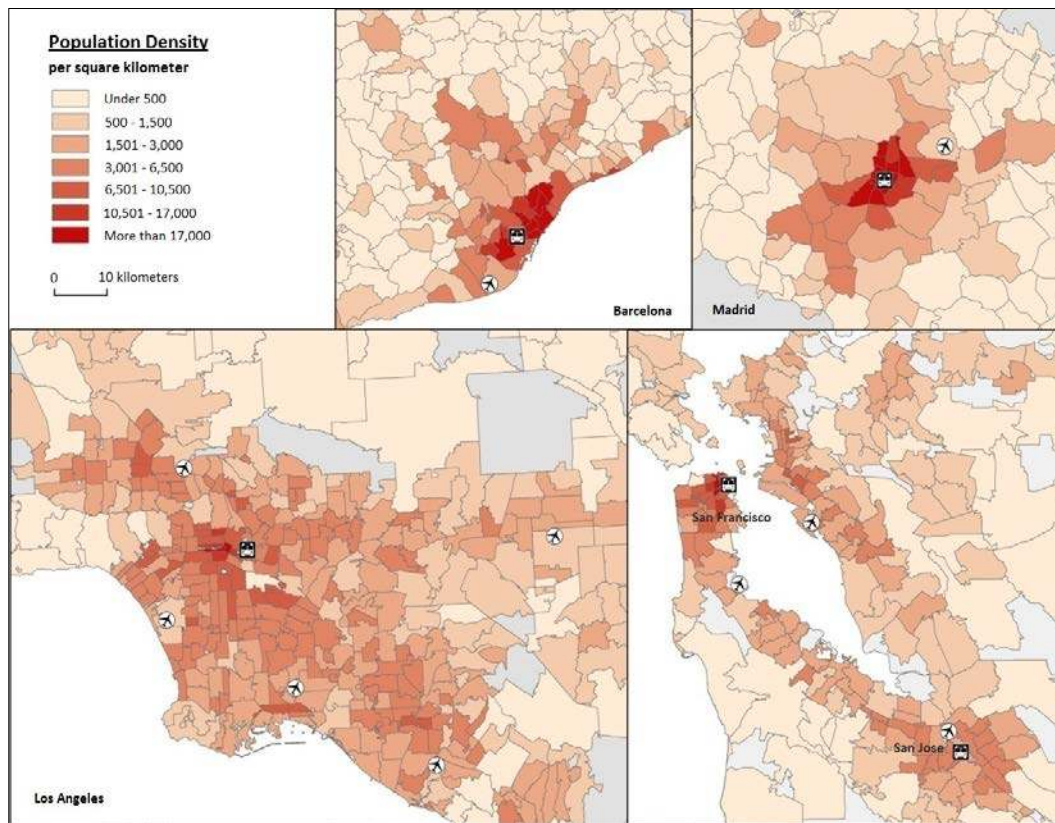 Population Density
per square kilometer
Under 500
500 - 1,500
1,501 - 3,000
3,001 - 6,500
6,501 - 10,500
10,501 - 17,000
More than 17,000
0 10 kilometers
Barcelona
Madrid
San Francisco
San Jose
Los Angeles